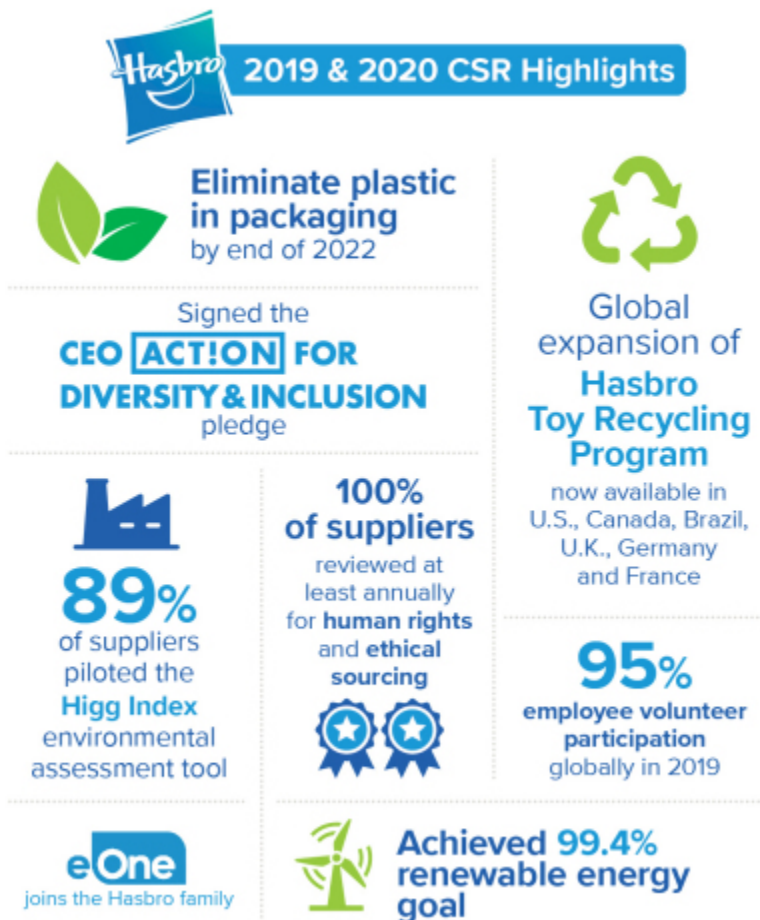 Hasbro
2019 & 2020 CSR Highlights
Eliminate plastic
in packaging
by end of 2022
Signed the
CEO ACT!ON FOR
DIVERSITY & INCLUSION
pledge
89%
of suppliers
piloted the
Higg Index
environmental
assessment tool
100%
of suppliers
reviewed at
least annually
for human rights
and ethical
sourcing
Global
expansion of
Hasbro
Toy Recycling
Program
now available in
U.S., Canada, Brazil,
U.K., Germany
and France
95%
employee volunteer
participation
globally in 2019
eOne
joins the Hasbro family
Achieved 99.4%
renewable energy
goal